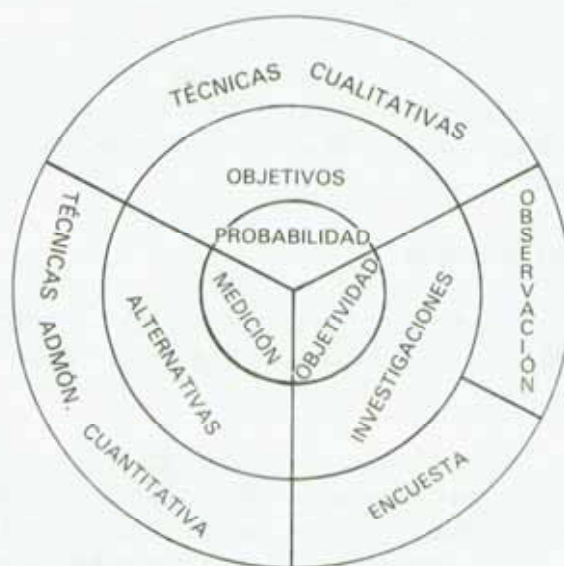 TÉCNICAS CUALITATIVAS
OBJETIVOS
PROBABILIDAD
MEDICIÓN
OBJETIVIDAD
ALTERNATIVAS
INVESTIGACIONES
TÉCNICAS ADMÓN. CUANTITATIVA
OBSERVACIÓN
ENCUESTA